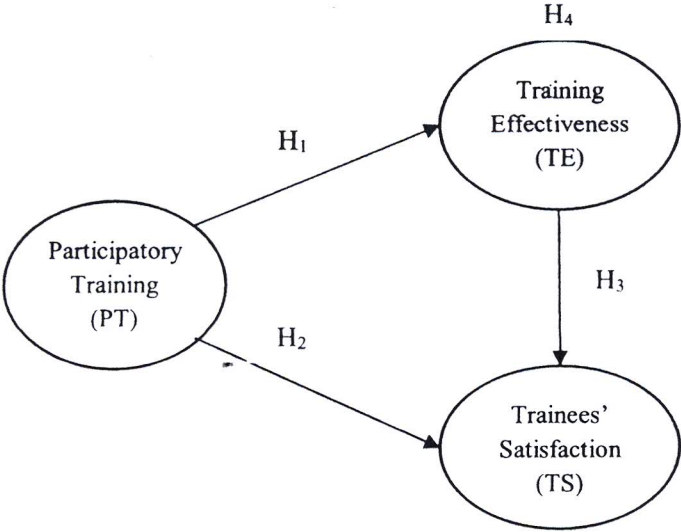 H₄
Training
Effectiveness
(TE)
H₁
Participatory
Training
(PT)
H₃
H₂
Trainees’
Satisfaction
(TS)